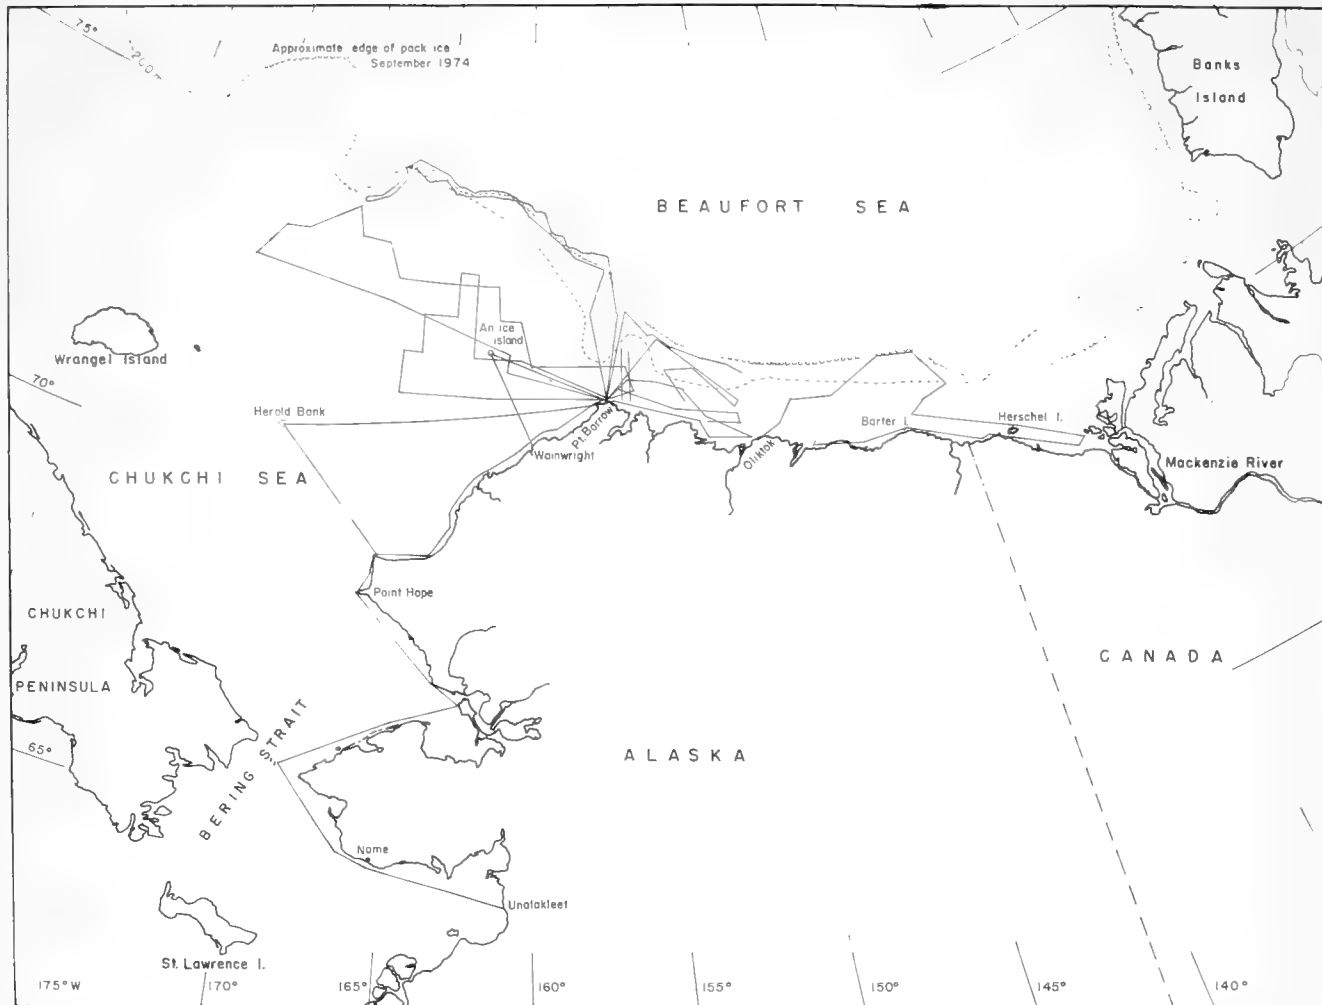 75°
200m
Approximate edge of pack ice
September 1974
Banks
Island
BEAUFORT SEA
An ice
island
Wrangel Island
70°
Herold Bank
Pt. Barrow
Wainwright
Oliktok
Barter I.
Herschel I.
Mackenzie River
CHUKCHI SEA
Point Hope
CHUKCHI
PENINSULA
CANADA
65°
BERING STRAIT
ALASKA
Nome
Unalakleet
St. Lawrence I.
175° W
170°
165°
160°
155°
150°
145°
140°